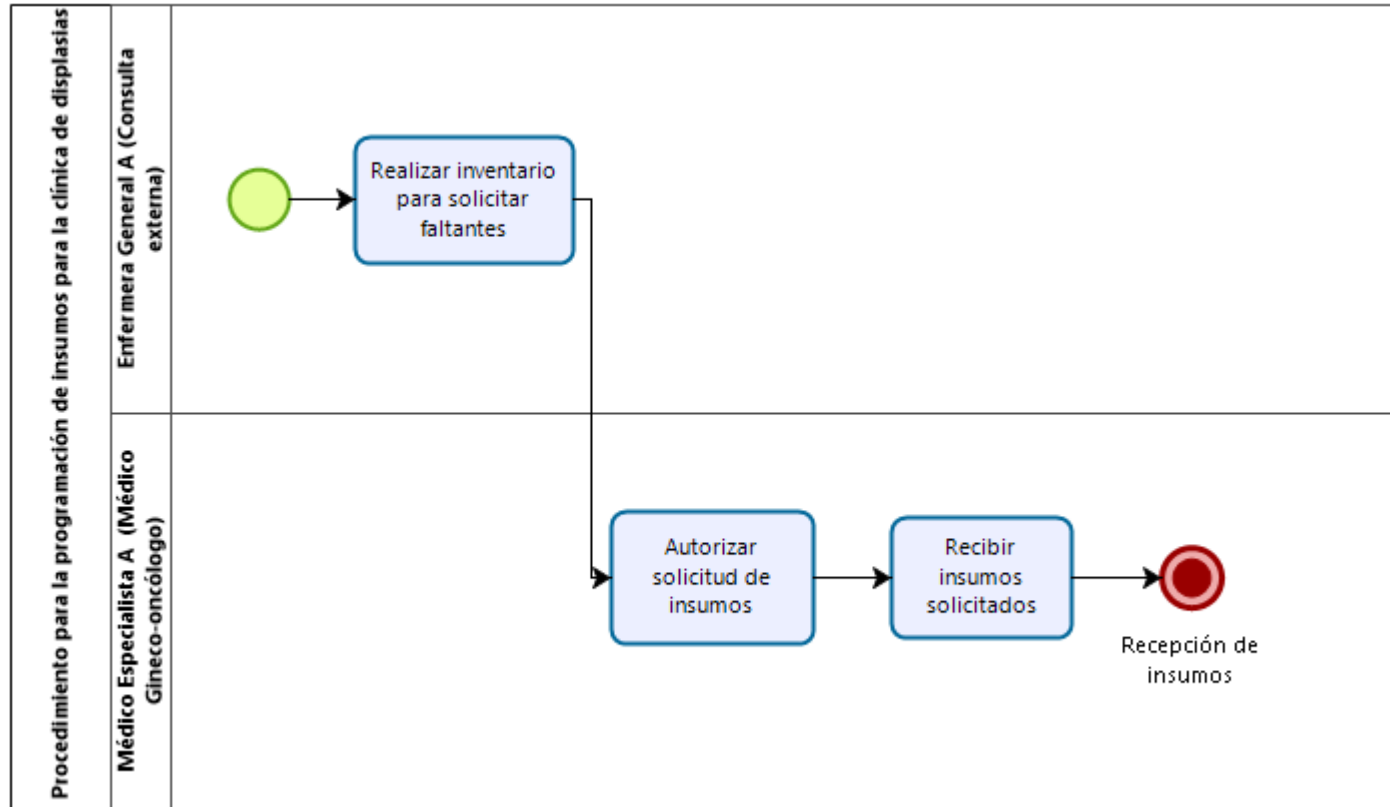 Procedimiento para la programación de insumos para la clínica de displasias
Enfermera General A (Consulta
externa)
Realizar inventario
para solicitar
faltantes
Médico Especialista A  (Médico
Gineco-oncólogo)
Autorizar
solicitud de
insumos
Recibir
insumos
solicitados
Recepción de
insumos